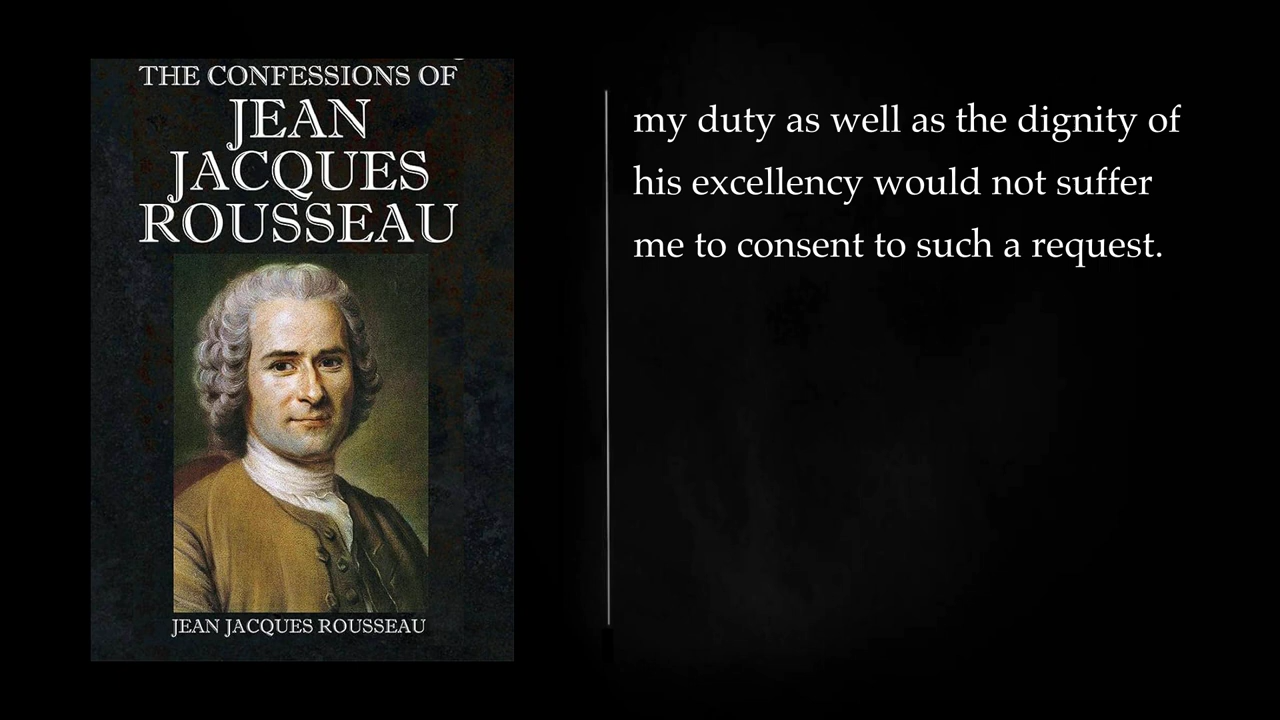 THE CONFESSIONS OF
JEAN
JACQUES
ROUSSEAU
JEAN JACQUES ROUSSEAU
my duty as well as the dignity of
his excellency would not suffer
me to consent to such a request.